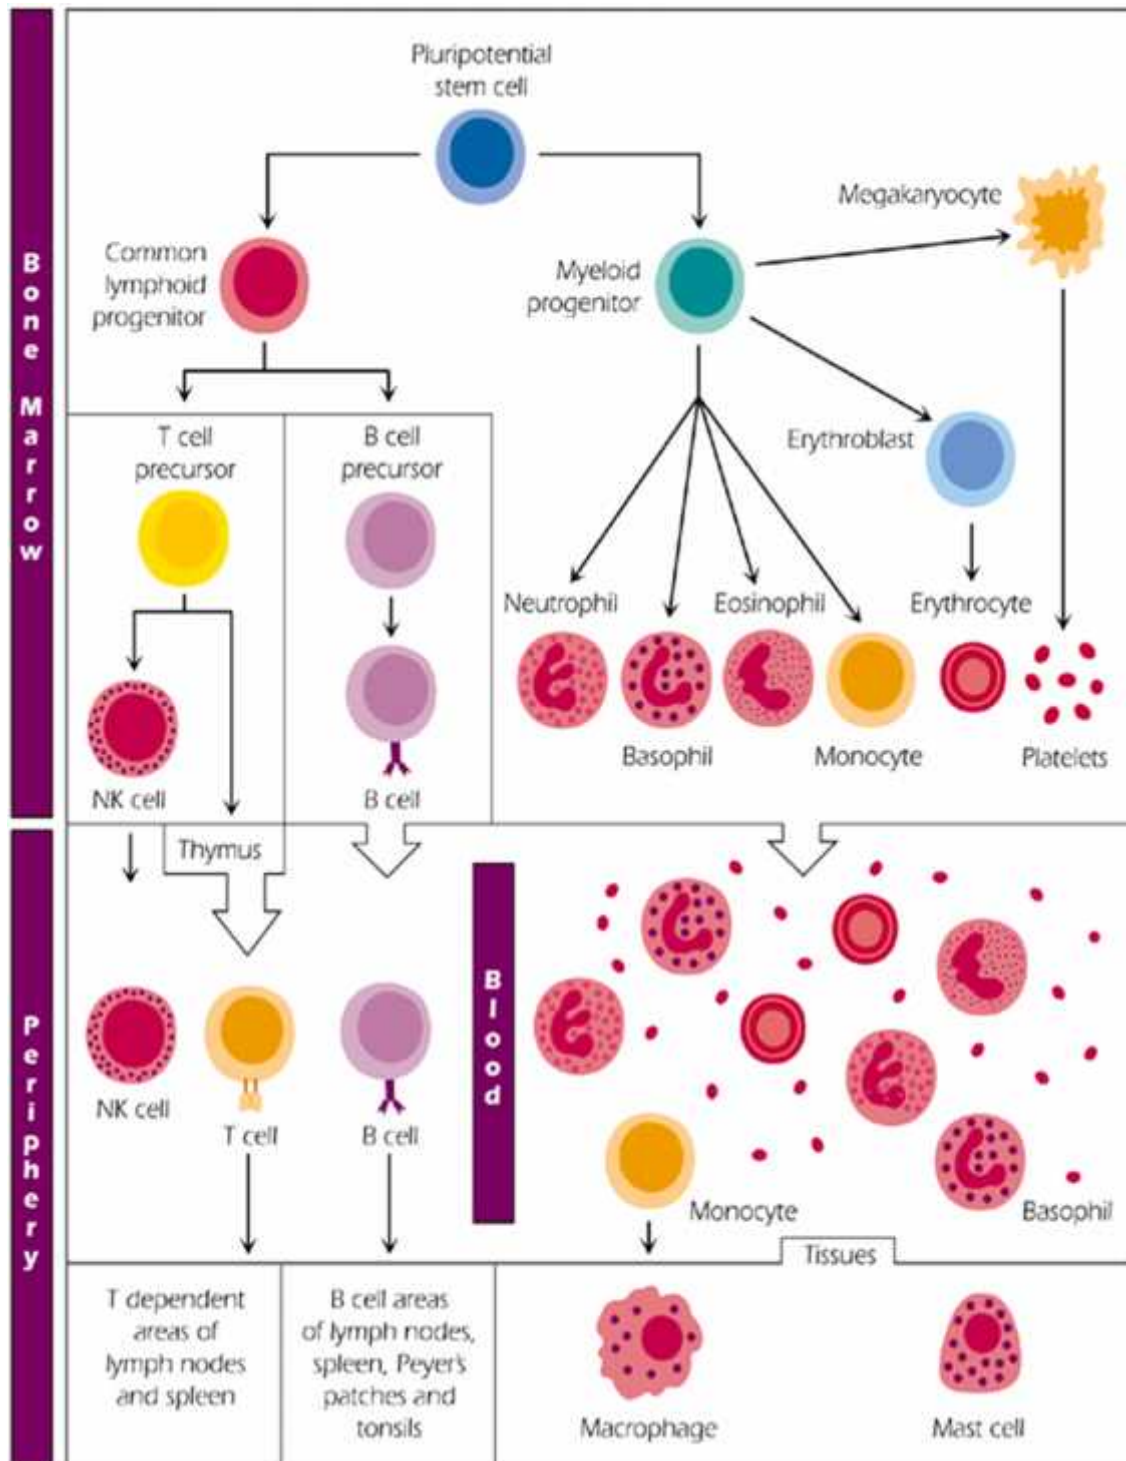 Bone Marrow
Pluripotential
stem cell
Megakaryocyte
Common
lymphoid
progenitor
Myeloid
progenitor
T cell
precursor
B cell
precursor
Erythroblast
Neutrophil
Eosinophil
Erythrocyte
Basophil
Monocyte
Platelets
NK cell
B cell
Periphery
Thymus
Blood
NK cell
T cell
B cell
Monocyte
Basophil
Tissues
T dependent
areas of
lymph nodes
and spleen
B cell areas
of lymph nodes,
spleen, Peyer's
patches and
tonsils
Macrophage
Mast cell